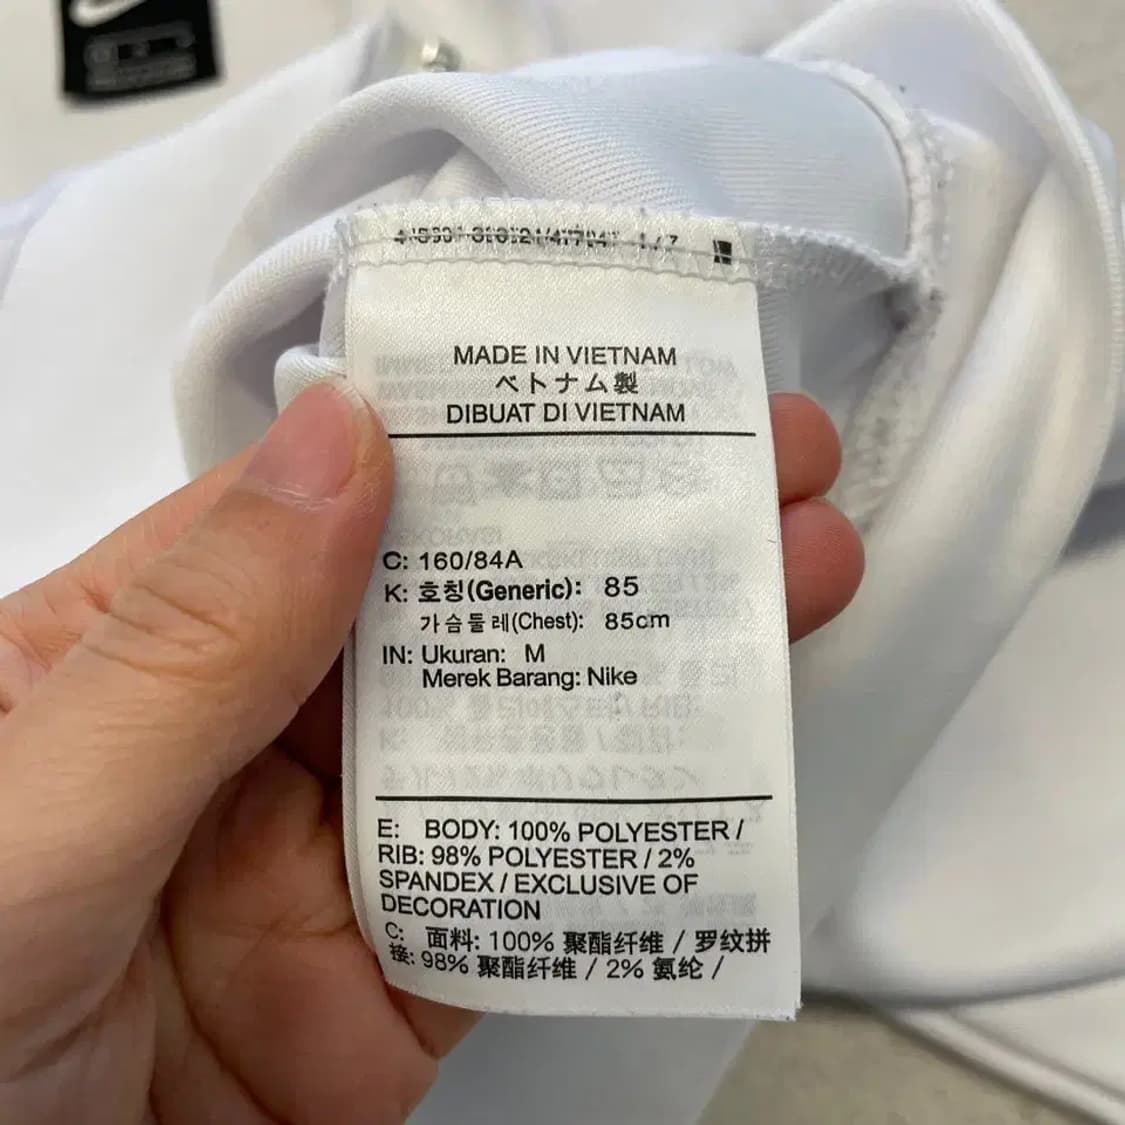 MADE IN VIETNAM
ベトナム製
DIBUAT DI VIETNAM
C: 160/84A
K: 호칭(Generic): 85
가슴둘레(Chest): 85cm
IN: Ukuran: M
Merek Barang: Nike
E: BODY: 100% POLYESTER /
RIB: 98% POLYESTER / 2%
SPANDEX / EXCLUSIVE OF
DECORATION
C: 面料: 100% 聚酯纤维 / 罗纹拼
接: 98% 聚酯纤维 / 2% 氨纶 /